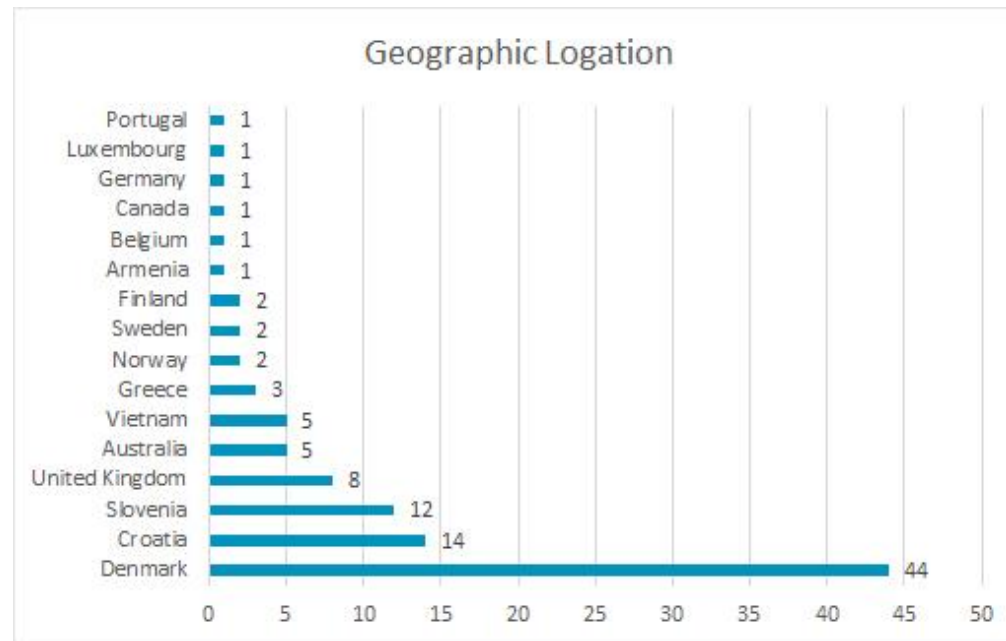 Geographic Logation
Portugal 1
Luxembourg 1
Germany 1
Canada 1
Belgium 1
Armenia 1
Finland 2
Sweden 2
Norway 2
Greece 3
Vietnam 5
Australia 5
United Kingdom 8
Slovenia 12
Croatia 14
Denmark 44
0 5 10 15 20 25 30 35 40 45 50